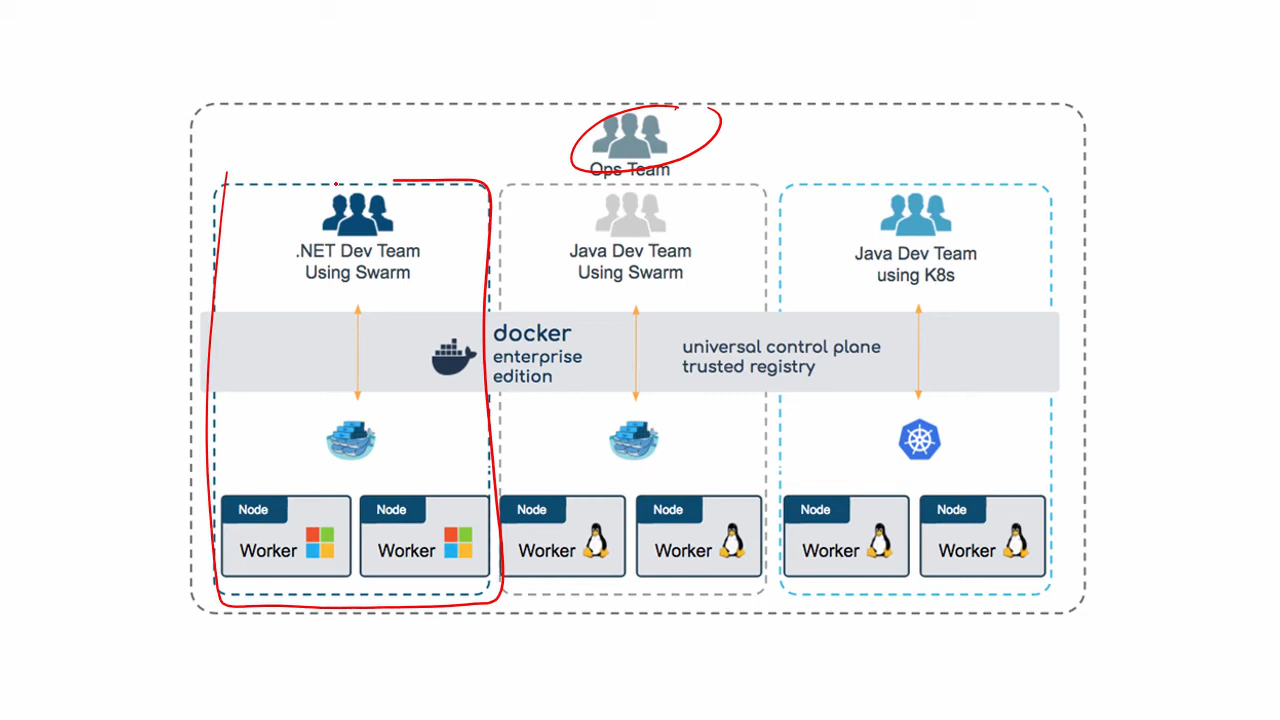 Ops Team
.NET Dev Team
Using Swarm
Java Dev Team
Using Swarm
Java Dev Team
using K8s
docker
enterprise
edition
universal control plane
trusted registry
Node
Worker
Node
Worker
Node
Worker
Node
Worker
Node
Worker
Node
Worker